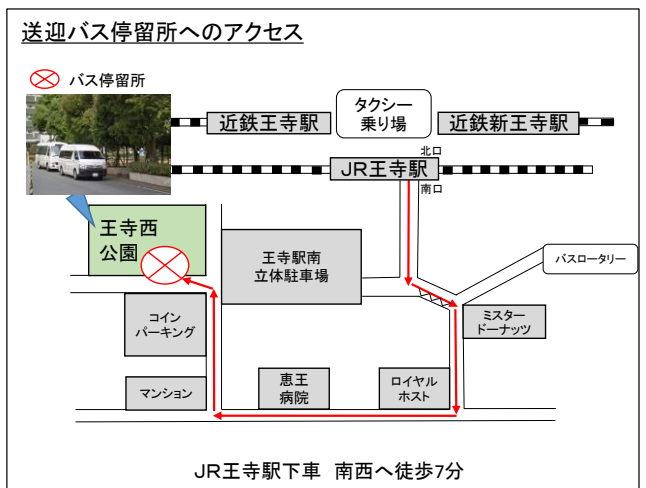 送迎バス停留所へのアクセス
バス停留所
タクシー
乗り場
近鉄王寺駅
近鉄新王寺駅
北口
JR王寺駅
南口
王寺西
公園
王寺駅南
立体駐車場
バスロータリー
コイン
パーキング
ミスター
ドーナッツ
マンション
恵王
病院
ロイヤル
ホスト
JR王寺駅下車 南西へ徒歩7分